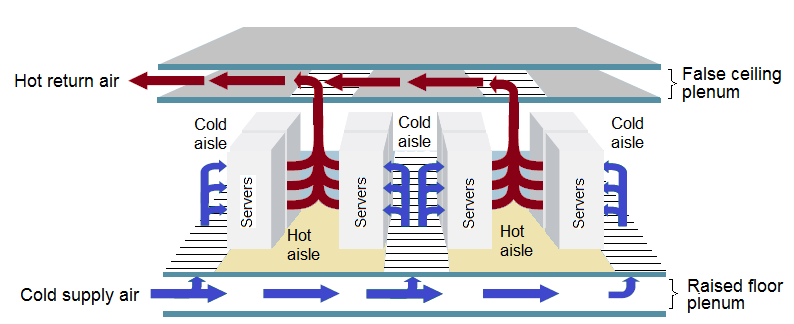 Hot return air
False ceiling
plenum
Cold
aisle
Cold
aisle
Cold
aisle
Servers
Servers
Servers
Servers
Hot
aisle
Hot
aisle
Cold supply air
Raised floor
plenum